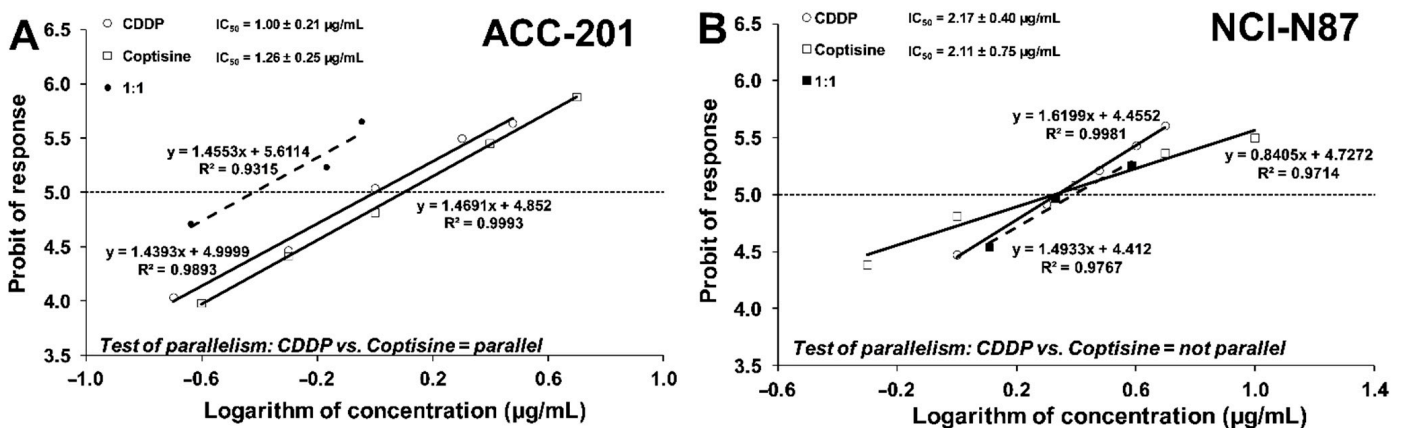 A
ACC-201
CDDP IC50 = 1.00 ± 0.21 µg/mL
Coptisine IC50 = 1.26 ± 0.25 µg/mL
1:1
y = 1.4553x + 5.6114
R² = 0.9315
y = 1.4691x + 4.852
R² = 0.9993
y = 1.4393x + 4.9999
R² = 0.9893
Test of parallelism: CDDP vs. Coptisine = parallel
Probit of response
6.5
6.0
5.5
5.0
4.5
4.0
3.5
−1.0 −0.6 −0.2 0.2 0.6 1.0
Logarithm of concentration (µg/mL)
B
NCI-N87
CDDP IC50 = 2.17 ± 0.40 µg/mL
Coptisine IC50 = 2.11 ± 0.75 µg/mL
1:1
y = 1.6199x + 4.4552
R² = 0.9981
y = 0.8405x + 4.7272
R² = 0.9714
y = 1.4933x + 4.412
R² = 0.9767
Test of parallelism: CDDP vs. Coptisine = not parallel
Probit of response
6.5
6.0
5.5
5.0
4.5
4.0
3.5
−0.6 −0.2 0.2 0.6 1.0 1.4
Logarithm of concentration (µg/mL)